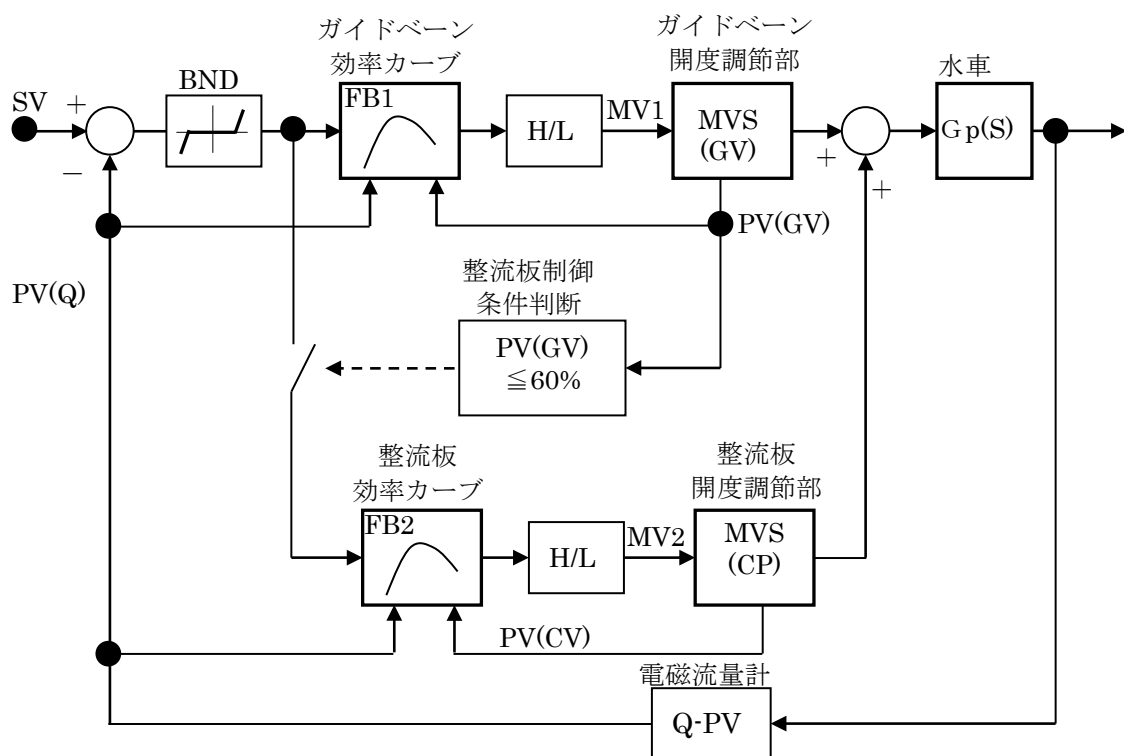 ガイドベーン
効率カーブ
ガイドベーン
開度調節部
水車
BND
SV
+
−
FB1
H/L
MV1
MVS
(GV)
+
+
Gp(S)
PV(GV)
PV(Q)
整流板制御
条件判断
PV(GV)
≦60%
整流板
効率カーブ
整流板
開度調節部
FB2
H/L
MV2
MVS
(CP)
PV(CV)
電磁流量計
Q-PV